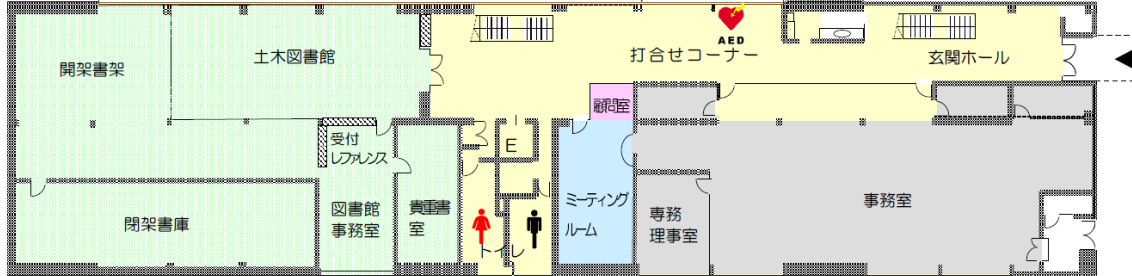 AED
打合せコーナー
玄関ホール
土木図書館
開架書架
顧問室
受付
レファレンス
E
ミーティング
ルーム
事務室
専務
理事室
貴重書
室
図書館
事務室
閉架書庫
トイレ